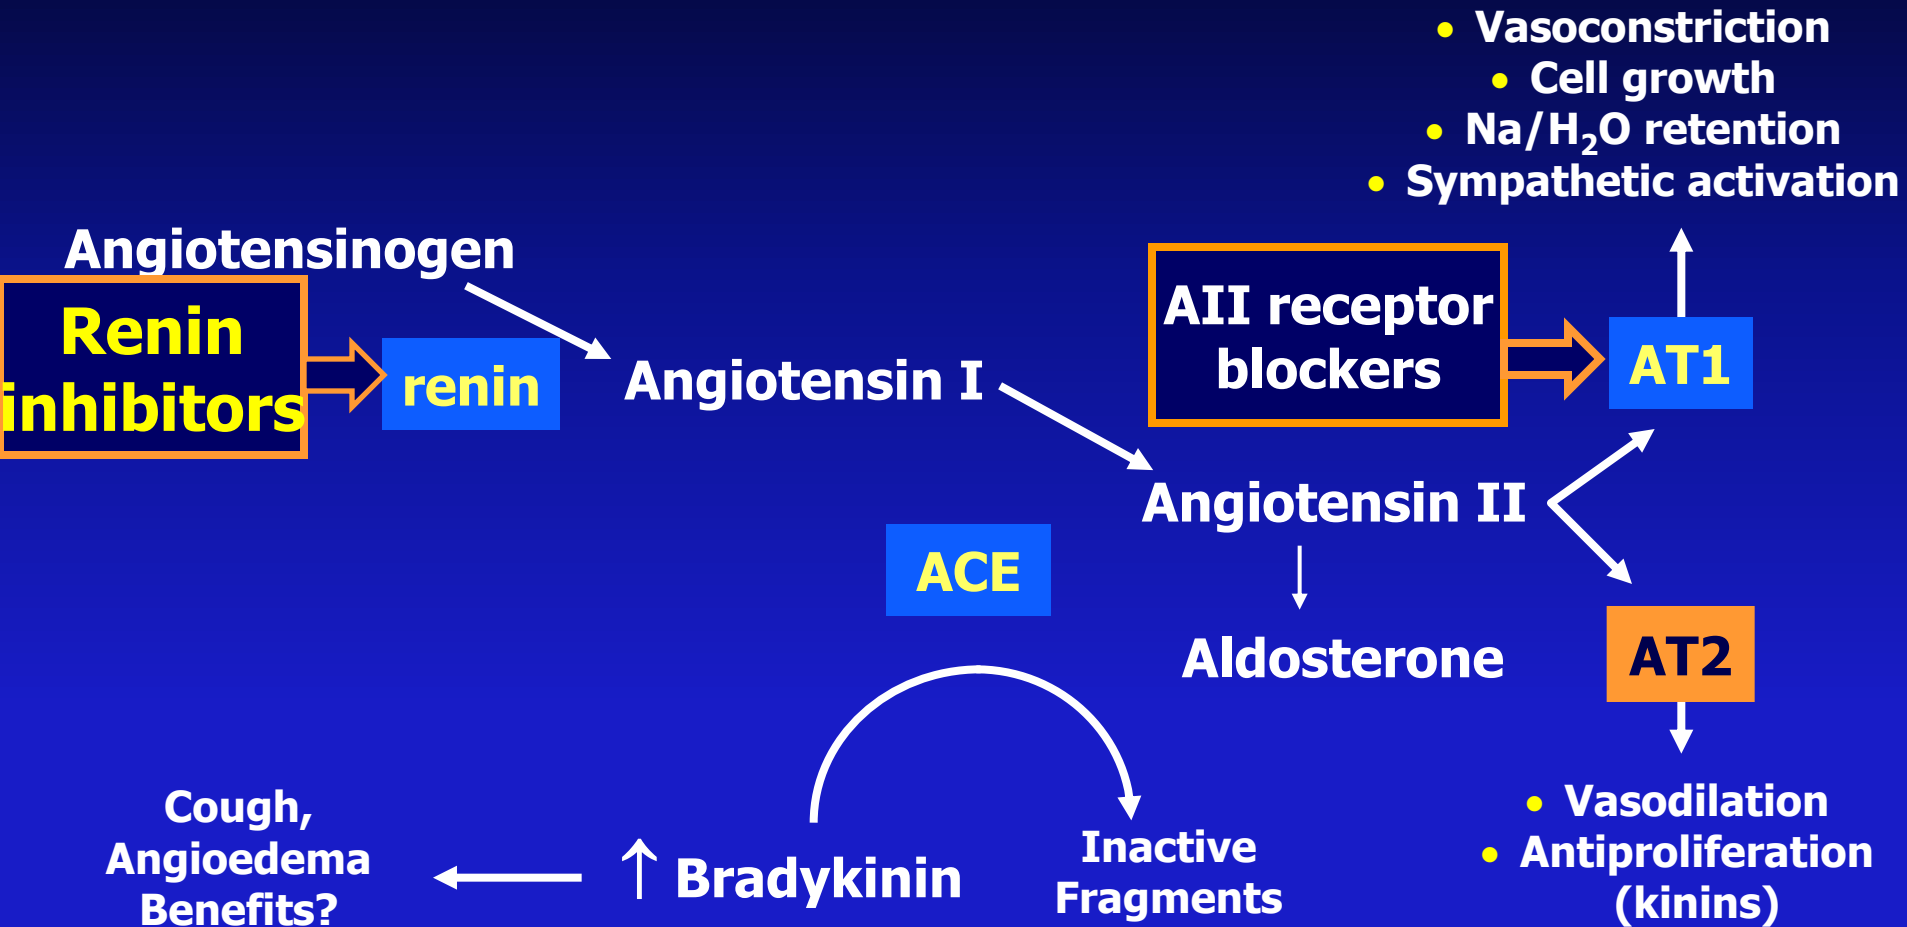 • Vasoconstriction
• Cell growth
• Na/H₂O retention
• Sympathetic activation
Angiotensinogen
Renin
inhibitors
renin
Angiotensin I
AII receptor
blockers
AT1
Angiotensin II
ACE
Aldosterone
AT2
Cough,
Angioedema
Benefits?
↑ Bradykinin
Inactive
Fragments
• Vasodilation
• Antiproliferation
(kinins)